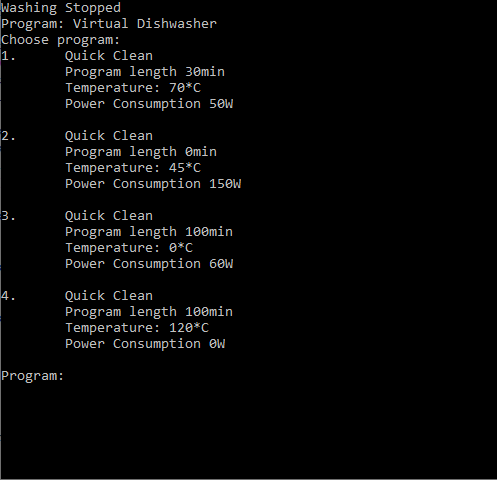 Washing Stopped
Program: Virtual Dishwasher
Choose program:
1. Quick Clean
Program length 30min
Temperature: 70*C
Power Consumption 50W
2. Quick Clean
Program length 0min
Temperature: 45*C
Power Consumption 150W
3. Quick Clean
Program length 100min
Temperature: 0*C
Power Consumption 60W
4. Quick Clean
Program length 100min
Temperature: 120*C
Power Consumption 0W
Program: